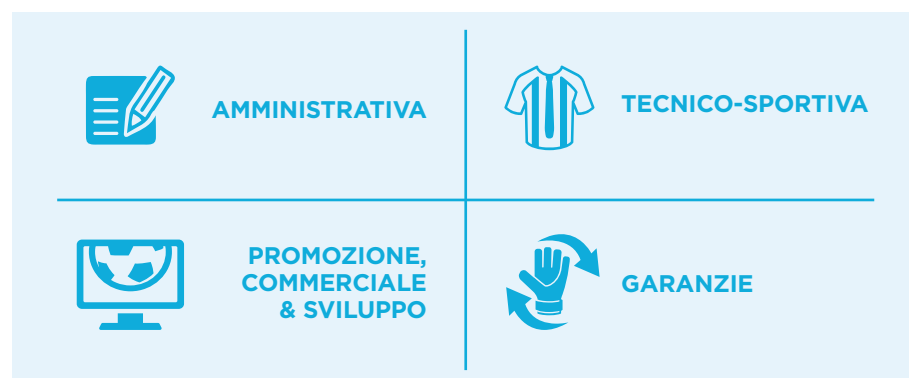 AMMINISTRATIVA
TECNICO-SPORTIVA
PROMOZIONE,
COMMERCIALE
& SVILUPPO
GARANZIE